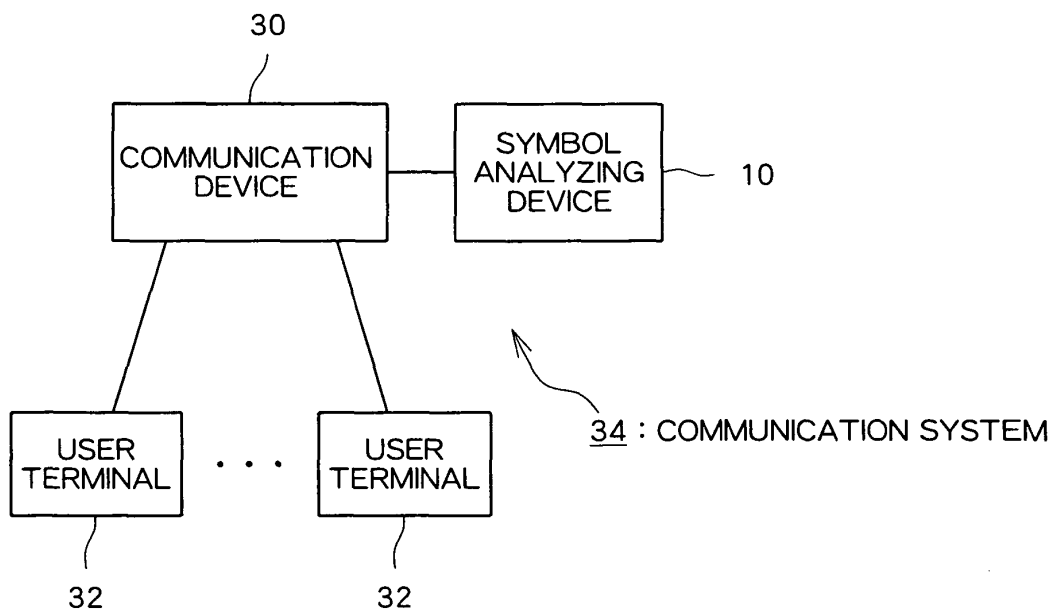 30
COMMUNICATION
DEVICE
SYMBOL
ANALYZING
DEVICE
10
34 : COMMUNICATION SYSTEM
USER
TERMINAL
. . .
USER
TERMINAL
32
32